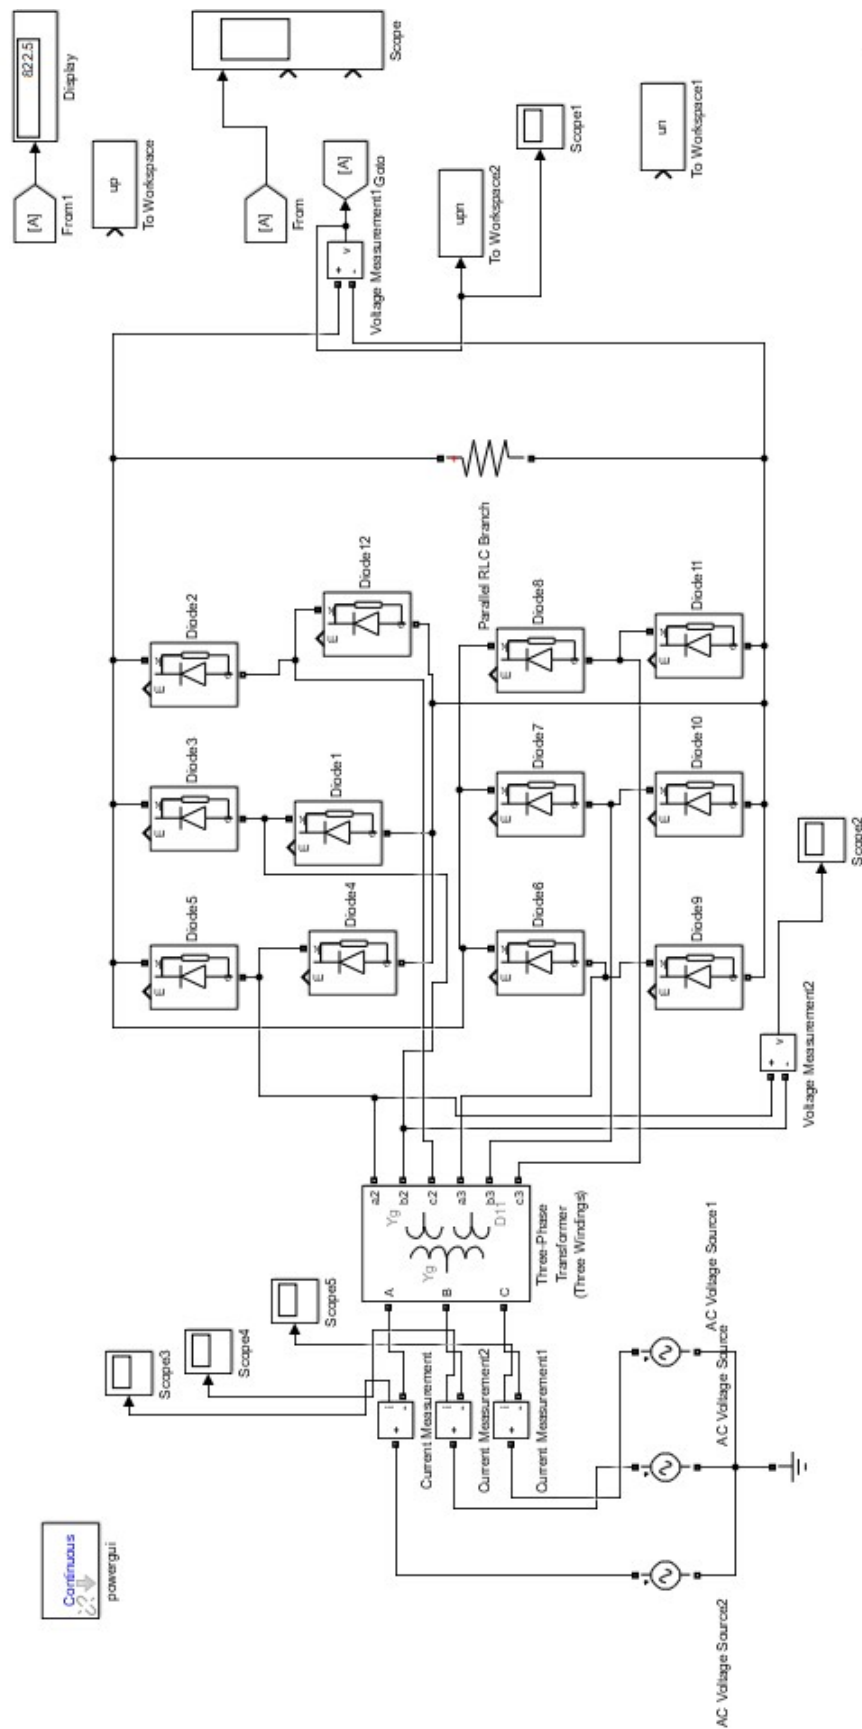 Continuous
powergui
Scope3
Scope4
Scope5
822.5
Display
[A]
From1
up
To Workspace
Scope
[A]
From
[A]
Goto
+
-
v
Voltage Measurement1
upn
To Workspace2
Scope1
un
To Workspace1
Diode5
Diode3
Diode2
Diode4
Diode1
Diode12
Parallel RLC Branch
+
Diode6
Diode7
Diode8
Diode9
Diode10
Diode11
+
i
-
Current Measurement
+
i
-
Current Measurement2
+
i
-
Current Measurement1
A
B
C
Yg
Yg
D11
a2
b2
c2
a3
b3
c3
Three-Phase
Transformer
(Three Windings)
+
-
v
Voltage Measurement2
Scope2
AC Voltage Source2
AC Voltage Source
AC Voltage Source1